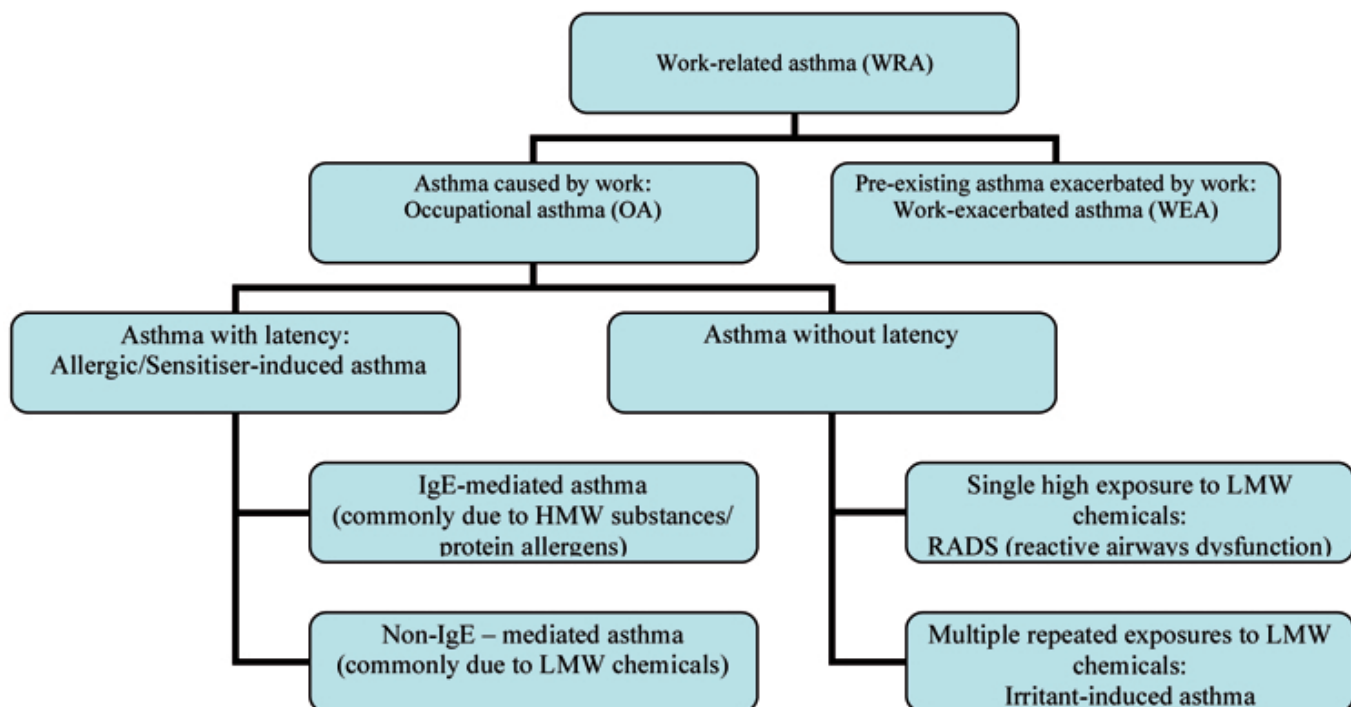 Work-related asthma (WRA)
Asthma caused by work:
Occupational asthma (OA)
Pre-existing asthma exacerbated by work:
Work-exacerbated asthma (WEA)
Asthma with latency:
Allergic/Sensitiser-induced asthma
Asthma without latency
IgE-mediated asthma
(commonly due to HMW substances/
protein allergens)
Non-IgE – mediated asthma
(commonly due to LMW chemicals)
Single high exposure to LMW
chemicals:
RADS (reactive airways dysfunction)
Multiple repeated exposures to LMW
chemicals:
Irritant-induced asthma